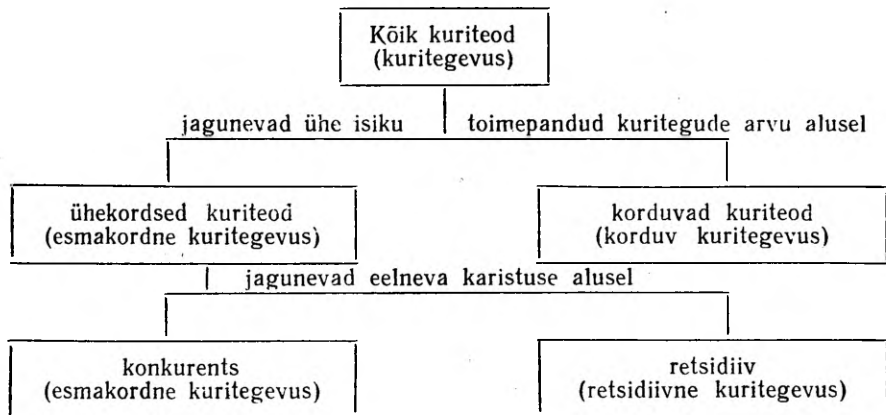 Kõik kuriteod
(kuritegevus)
jagunevad ühe isiku toimepandud kuritegude arvu alusel
ühekordsed kuriteod
(esmakordne kuritegevus)
korduvad kuriteod
(korduv kuritegevus)
jagunevad eelneva karistuse alusel
konkurents
(esmakordne kuritegevus)
retsidiiv
(retsidiivne kuritegevus)